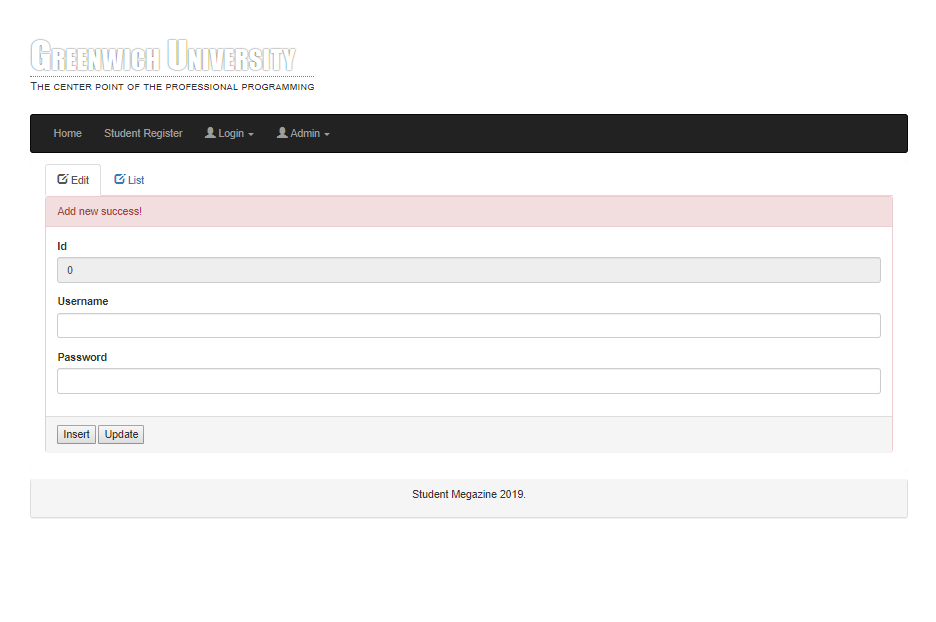 Greenwich University
The center point of the professional programming
Home Student Register Login Admin
Edit List
Add new success!
Id
0
Username
Password
Insert Update
Student Megazine 2019.